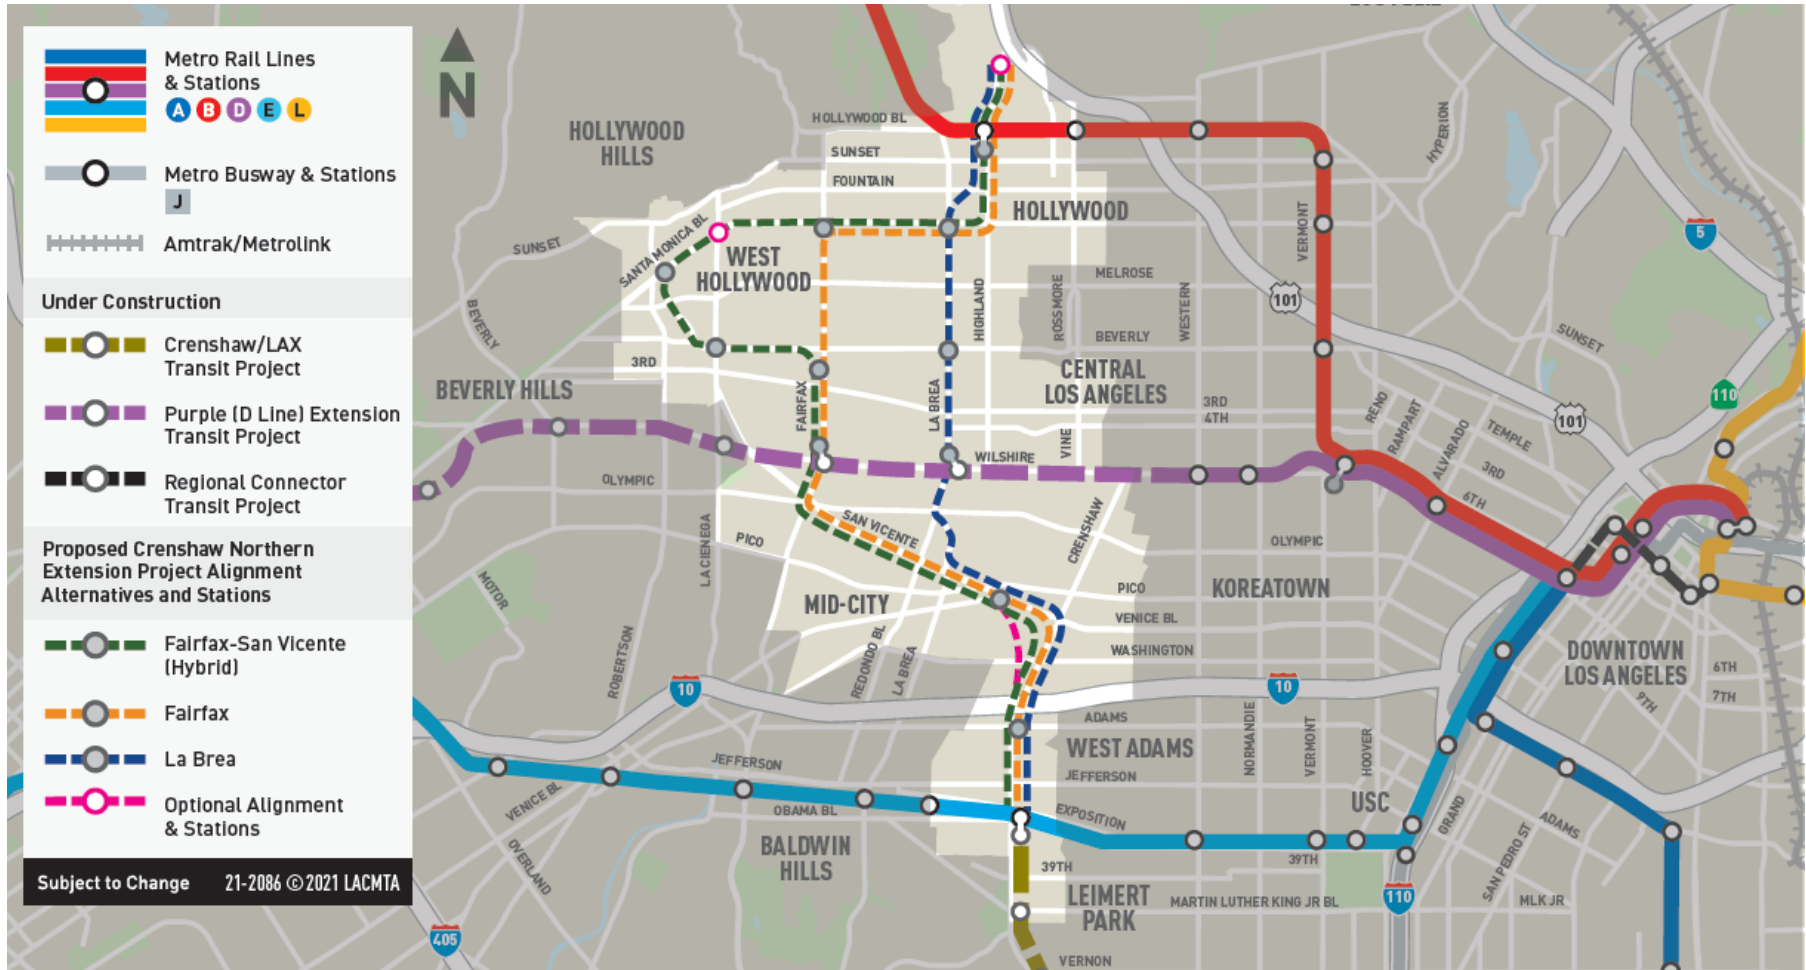 Metro Rail Lines
& Stations
A B D E L
Metro Busway & Stations
J
Amtrak/Metrolink
Under Construction
Crenshaw/LAX
Transit Project
Purple (D Line) Extension
Transit Project
Regional Connector
Transit Project
Proposed Crenshaw Northern
Extension Project Alignment
Alternatives and Stations
Fairfax-San Vicente
(Hybrid)
Fairfax
La Brea
Optional Alignment
& Stations
Subject to Change 21-2086 © 2021 LACMTA
N
HOLLYWOOD
HILLS
HOLLYWOOD BL
SUNSET
FOUNTAIN
HOLLYWOOD
SANTA MONICA BL
SUNSET
WEST
HOLLYWOOD
BEVERLY
MELROSE
HIGHLAND
ROSSMORE
WESTERN
VERMONT
HYPERION
5
101
BEVERLY
SUNSET
3RD
BEVERLY HILLS
CENTRAL
LOS ANGELES
FAIRFAX
LA BREA
VINE
3RD
4TH
RENO
RAMPART
ALVARADO
TEMPLE
3RD
6TH
101
110
WILSHIRE
OLYMPIC
SAN VICENTE
CRENSHAW
PICO
LA CIENEGA
OLYMPIC
MOTOR
MID-CITY
PICO
KOREATOWN
VENICE BL
WASHINGTON
ROBERTSON
REDONDO BL
LA BREA
DOWNTOWN
LOS ANGELES
6TH
7TH
9TH
10
10
ADAMS
WEST ADAMS
NORMANDIE
VERMONT
HOOVER
JEFFERSON
JEFFERSON
VENICE BL
OBAMA BL
EXPOSITION
USC
GRAND
ADAMS
SAN PEDRO ST
BALDWIN
HILLS
OVERLAND
39TH
39TH
LEIMERT
PARK
MARTIN LUTHER KING JR BL
110
MLK JR
405
VERNON